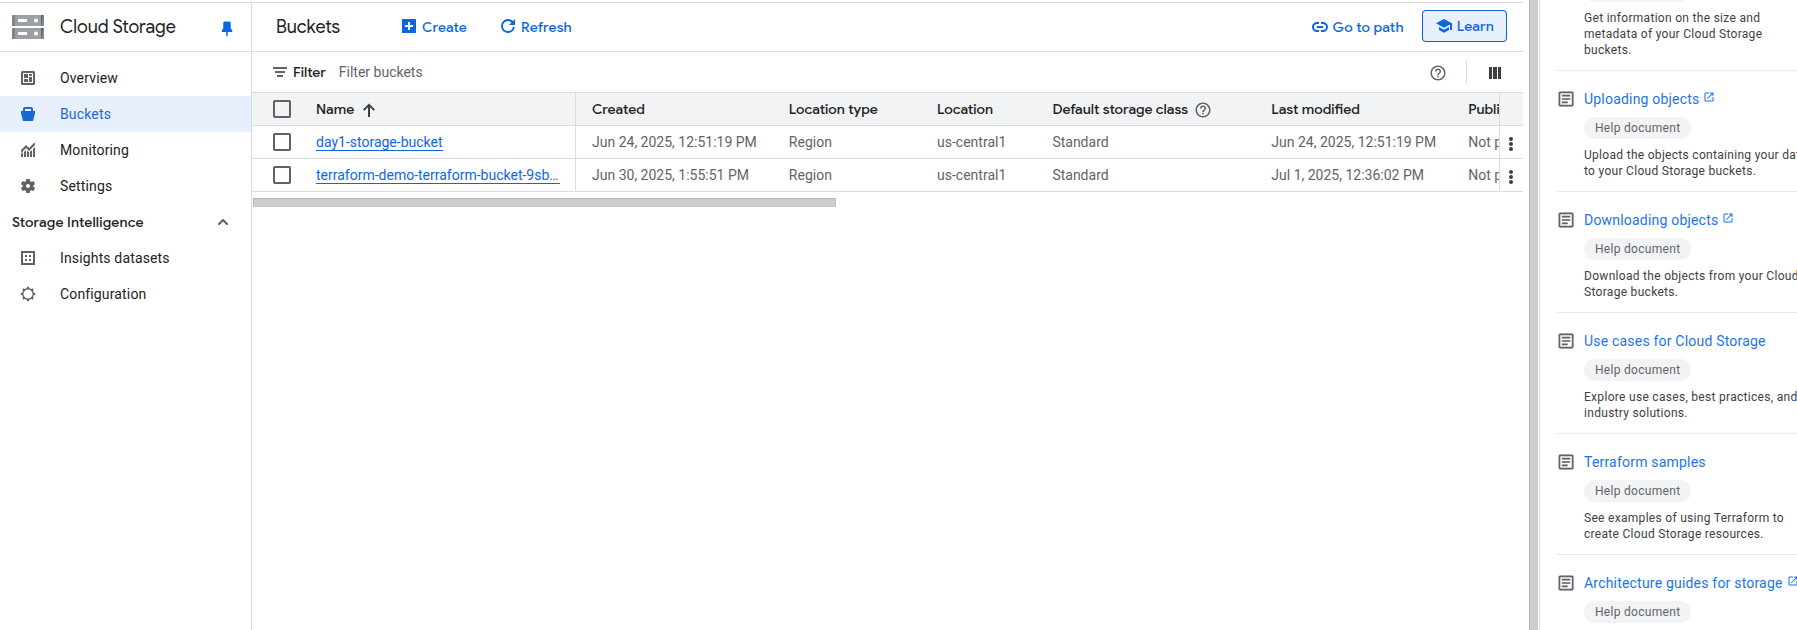 Cloud Storage
Overview
Buckets
Monitoring
Settings
Storage Intelligence
Insights datasets
Configuration
Buckets Create Refresh Go to path Learn
Filter Filter buckets
Name Created Location type Location Default storage class Last modified Publi
day1-storage-bucket Jun 24, 2025, 12:51:19 PM Region us-central1 Standard Jun 24, 2025, 12:51:19 PM Not p
terraform-demo-terraform-bucket-9sb... Jun 30, 2025, 1:55:51 PM Region us-central1 Standard Jul 1, 2025, 12:36:02 PM Not p
Get information on the size and
metadata of your Cloud Storage
buckets.
Uploading objects
Help document
Upload the objects containing your dat
to your Cloud Storage buckets.
Downloading objects
Help document
Download the objects from your Cloud
Storage buckets.
Use cases for Cloud Storage
Help document
Explore use cases, best practices, and
industry solutions.
Terraform samples
Help document
See examples of using Terraform to
create Cloud Storage resources.
Architecture guides for storage
Help document